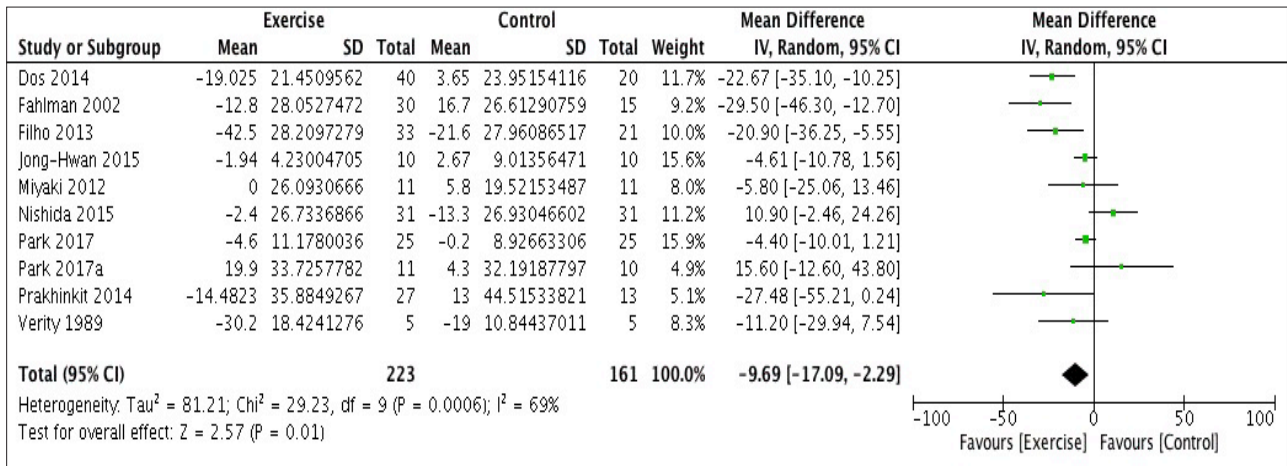 Exercise Control Mean Difference Mean Difference
Study or Subgroup Mean SD Total Mean SD Total Weight IV, Random, 95% CI IV, Random, 95% CI
Dos 2014 −19.025 21.4509562 40 3.65 23.95154116 20 11.7% −22.67 [−35.10, −10.25]
Fahlman 2002 −12.8 28.0527472 30 16.7 26.61290759 15 9.2% −29.50 [−46.30, −12.70]
Filho 2013 −42.5 28.2097279 33 −21.6 27.96086517 21 10.0% −20.90 [−36.25, −5.55]
Jong-Hwan 2015 −1.94 4.23004705 10 2.67 9.01356471 10 15.6% −4.61 [−10.78, 1.56]
Miyaki 2012 0 26.0930666 11 5.8 19.52153487 11 8.0% −5.80 [−25.06, 13.46]
Nishida 2015 −2.4 26.7336866 31 −13.3 26.93046602 31 11.2% 10.90 [−2.46, 24.26]
Park 2017 −4.6 11.1780036 25 −0.2 8.92663306 25 15.9% −4.40 [−10.01, 1.21]
Park 2017a 19.9 33.7257782 11 4.3 32.19187797 10 4.9% 15.60 [−12.60, 43.80]
Prakhinkit 2014 −14.4823 35.8849267 27 13 44.51533821 13 5.1% −27.48 [−55.21, 0.24]
Verity 1989 −30.2 18.4241276 5 −19 10.84437011 5 8.3% −11.20 [−29.94, 7.54]
Total (95% CI) 223 161 100.0% −9.69 [−17.09, −2.29]
Heterogeneity: Tau² = 81.21; Chi² = 29.23, df = 9 (P = 0.0006); I² = 69%
Test for overall effect: Z = 2.57 (P = 0.01)
−100 −50 0 50 100
Favours [Exercise] Favours [Control]